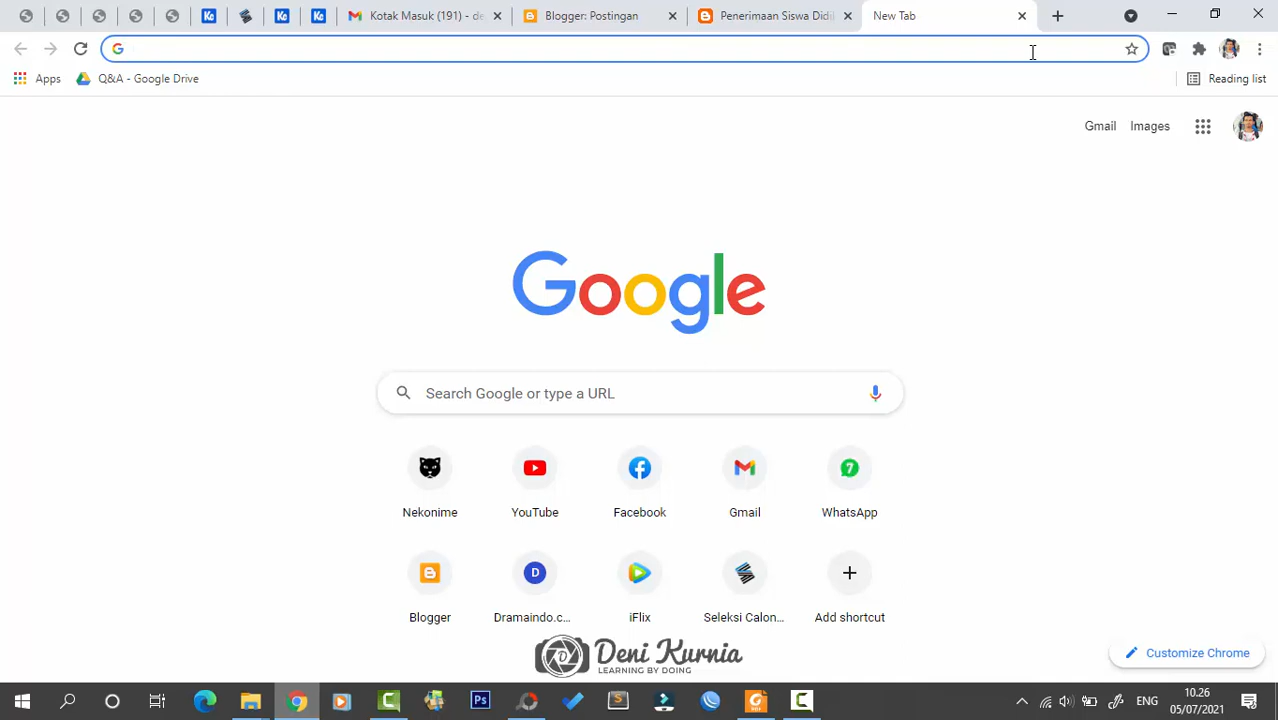 Kotak Masuk (191) - de
Blogger: Postingan
Penerimaan Siswa Didi
New Tab
Apps
Q&A - Google Drive
Reading list
Gmail
Images
Google
Search Google or type a URL
Nekonime
YouTube
Facebook
Gmail
WhatsApp
Blogger
Dramaindo.c...
iFlix
Seleksi Calon...
Add shortcut
Deni Kurnia
LEARNING BY DOING
Customize Chrome
ENG
10.26
05/07/2021